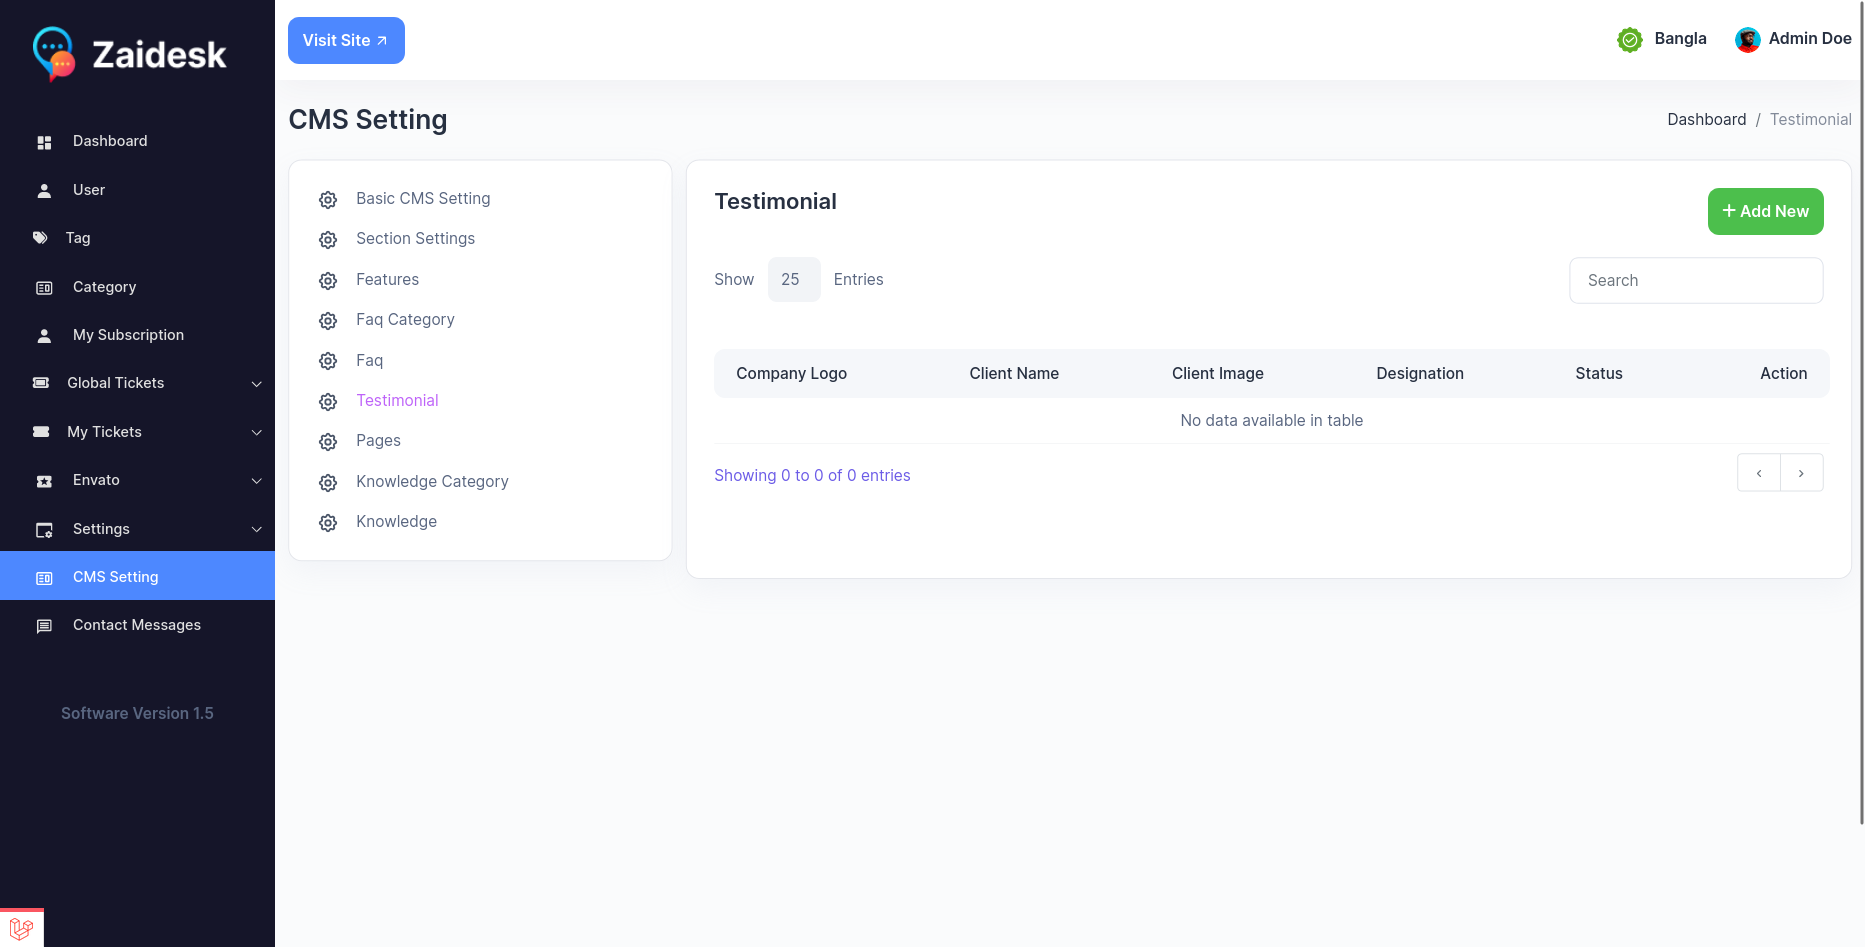 Zaidesk
Visit Site
Bangla
Admin Doe
Dashboard
User
Tag
Category
My Subscription
Global Tickets
My Tickets
Envato
Settings
CMS Setting
Contact Messages
Software Version 1.5
CMS Setting
Dashboard / Testimonial
Basic CMS Setting
Section Settings
Features
Faq Category
Faq
Testimonial
Pages
Knowledge Category
Knowledge
Testimonial
+ Add New
Show 25 Entries
Search
Company Logo Client Name Client Image Designation Status Action
No data available in table
Showing 0 to 0 of 0 entries
‹ ›